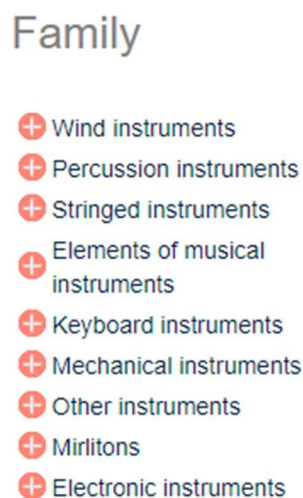 Family
Wind instruments
Percussion instruments
Stringed instruments
Elements of musical
instruments
Keyboard instruments
Mechanical instruments
Other instruments
Mirlitons
Electronic instruments